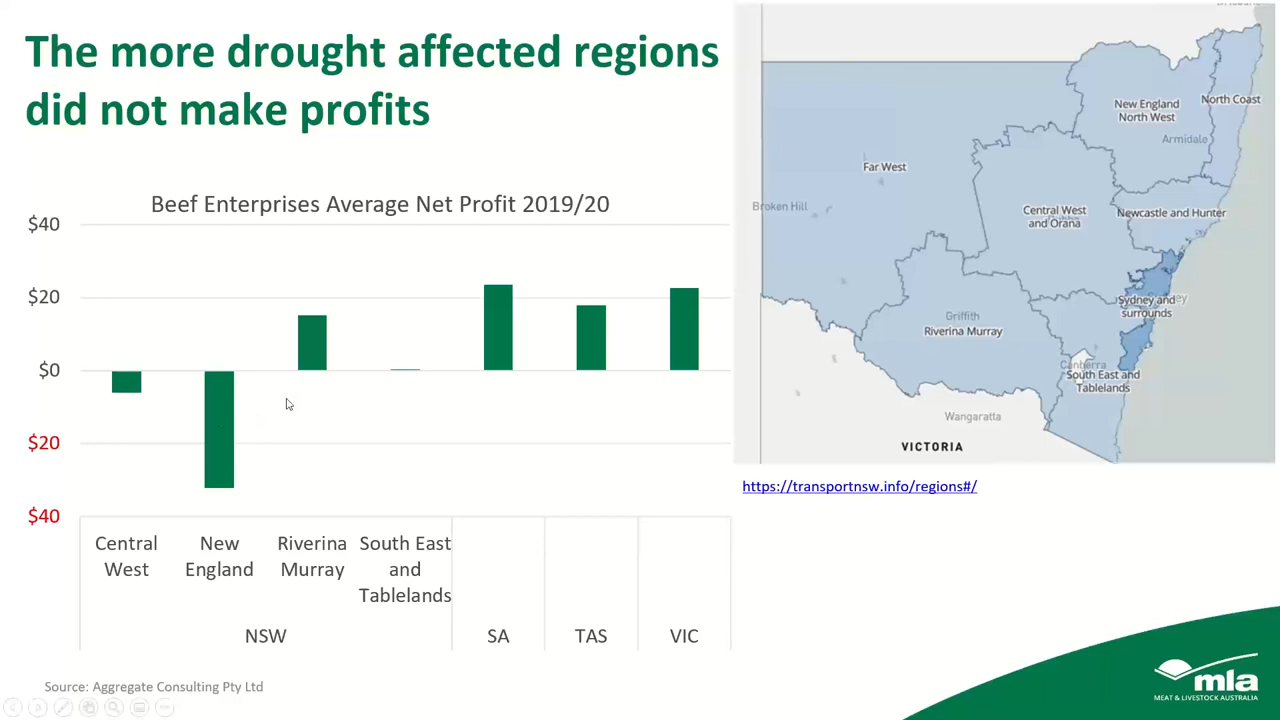 The more drought affected regions
did not make profits
Beef Enterprises Average Net Profit 2019/20
$40
$20
$0
$20
$40
Central
West
New
England
Riverina
Murray
South East
and
Tablelands
NSW
SA
TAS
VIC
Source: Aggregate Consulting Pty Ltd
New England
North West
North Coast
Armidale
Far West
Broken Hill
Central West
and Orana
Newcastle and Hunter
Sydney and
surrounds
Griffith
Riverina Murray
Canberra
South East and
Tablelands
Wangaratta
VICTORIA
https://transportnsw.info/regions#/
mla
MEAT & LIVESTOCK AUSTRALIA